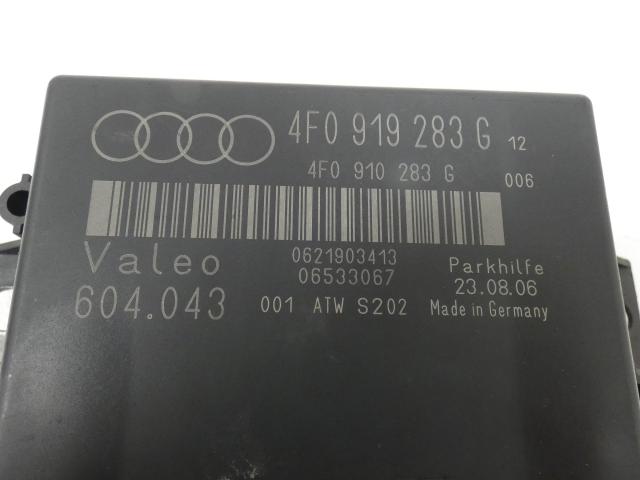 4F0 919 283 G 12
4F0 910 283 G 006
0621903413
Valeo 06533067 Parkhilfe
23.08.06
604.043 001 ATW S202 Made in Germany